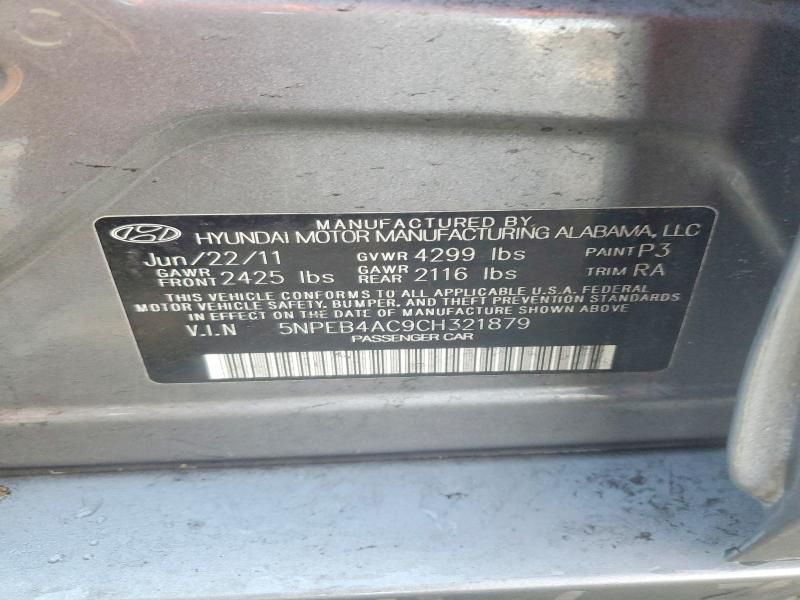 MANUFACTURED BY
HYUNDAI MOTOR MANUFACTURING ALABAMA, LLC
Jun/22/11 GVWR 4299 lbs PAINT P3
GAWR FRONT 2425 lbs GAWR REAR 2116 lbs TRIM RA
THIS VEHICLE CONFORMS TO ALL APPLICABLE U.S.A. FEDERAL
MOTOR VEHICLE SAFETY, BUMPER, AND THEFT PREVENTION STANDARDS
IN EFFECT ON THE DATE OF MANUFACTURE SHOWN ABOVE
V.I.N 5NPEB4AC9CH321879
PASSENGER CAR